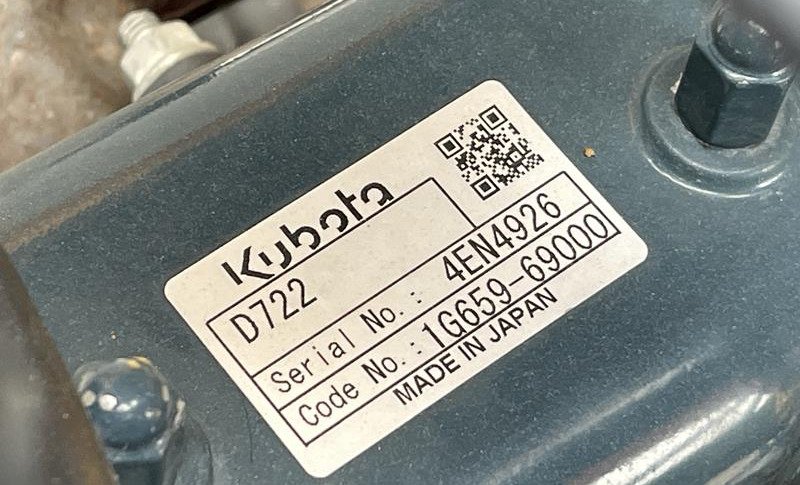 Kubota
D722
Serial No.: 4EN4926
Code No.: 1G659-69000
MADE IN JAPAN